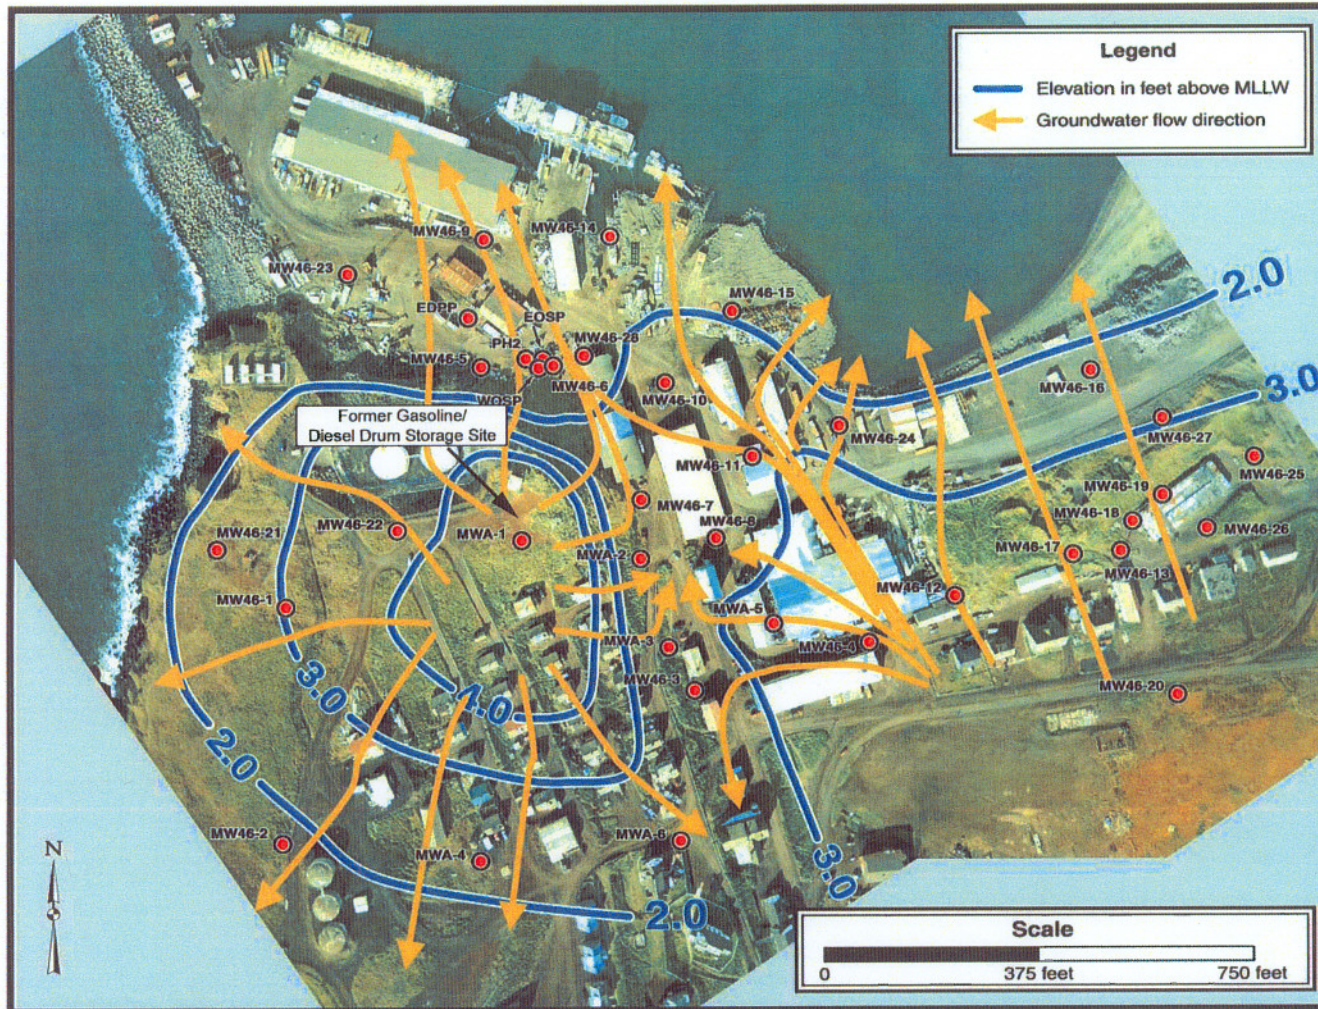 Legend
Elevation in feet above MLLW
Groundwater flow direction
MW46-9
MW46-14
MW46-23
MW46-15
2.0
EDPP
EOSP
MW46-28
PH2
MW46-5
MW46-6
WOSP
MW46-10
MW46-16
3.0
Former Gasoline/
Diesel Drum Storage Site
MW46-24
MW46-27
MW46-11
MW46-25
MW46-7
MW46-19
MW46-22
MWA-1
MW46-8
MW46-18
MW46-26
MW46-21
MWA-2
MW46-17
MW46-13
MW46-1
MW46-12
MWA-5
MWA-3
MW46-4
MW46-3
MW46-20
3.0
4.0
2.0
MW46-2
MWA-4
MWA-6
3.0
2.0
N
Scale
0
375 feet
750 feet